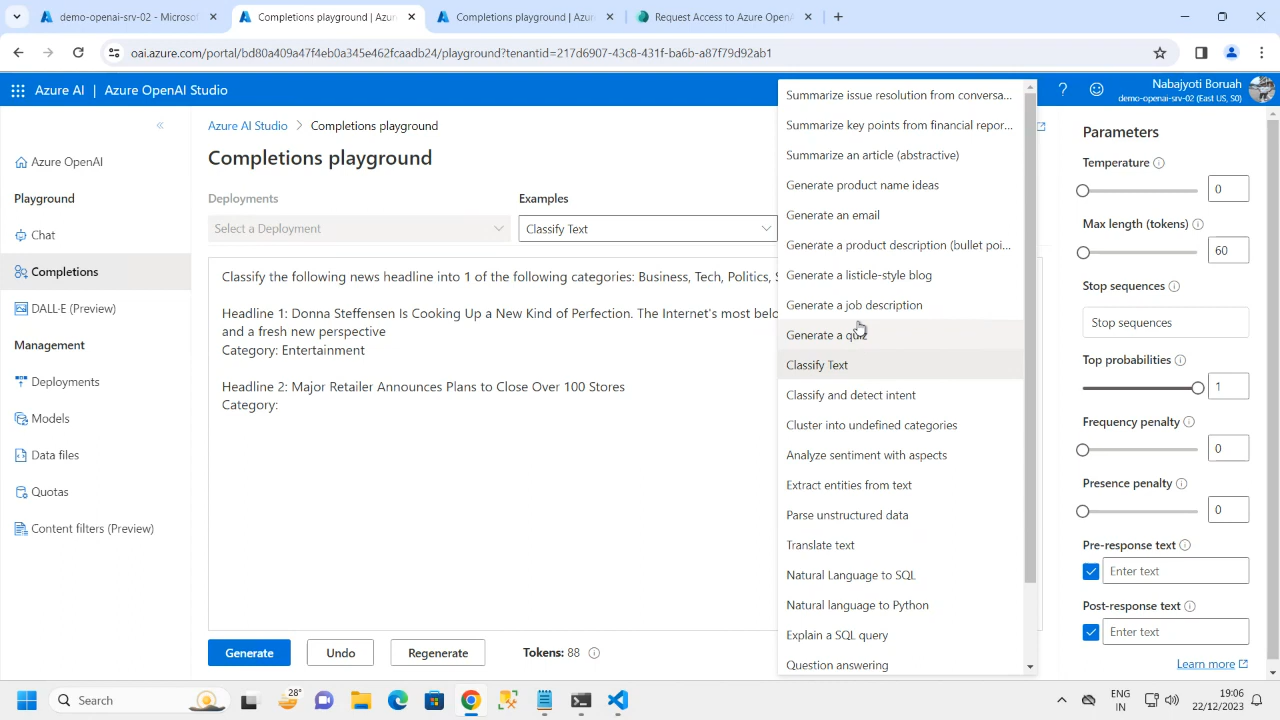 demo-openai-srv-02 - Microsof
Completions playground | Azur
Completions playground | Azur
Request Access to Azure OpenA
oai.azure.com/portal/bd80a409a47f4eb0a345e462fcaadb24/playground?tenantid=217d6907-43c8-431f-ba6b-a87f79d92ab1
Azure AI | Azure OpenAI Studio
Nabajyoti Boruah
demo-openai-srv-02 (East US, S0)
Azure OpenAI
Playground
Chat
Completions
DALL-E (Preview)
Management
Deployments
Models
Data files
Quotas
Content filters (Preview)
Azure AI Studio > Completions playground
Completions playground
Deployments
Select a Deployment
Examples
Classify Text
Classify the following news headline into 1 of the following categories: Business, Tech, Politics, S
Headline 1: Donna Steffensen Is Cooking Up a New Kind of Perfection. The Internet's most belo
and a fresh new perspective
Category: Entertainment
Headline 2: Major Retailer Announces Plans to Close Over 100 Stores
Category:
Generate
Undo
Regenerate
Tokens: 88
Summarize issue resolution from conversa...
Summarize key points from financial repor...
Summarize an article (abstractive)
Generate product name ideas
Generate an email
Generate a product description (bullet poi...
Generate a listicle-style blog
Generate a job description
Generate a quiz
Classify Text
Classify and detect intent
Cluster into undefined categories
Analyze sentiment with aspects
Extract entities from text
Parse unstructured data
Translate text
Natural Language to SQL
Natural language to Python
Explain a SQL query
Question answering
Parameters
Temperature
0
Max length (tokens)
60
Stop sequences
Stop sequences
Top probabilities
1
Frequency penalty
0
Presence penalty
0
Pre-response text
Enter text
Post-response text
Enter text
Learn more
Search
28°
ENG
IN
19:06
22/12/2023